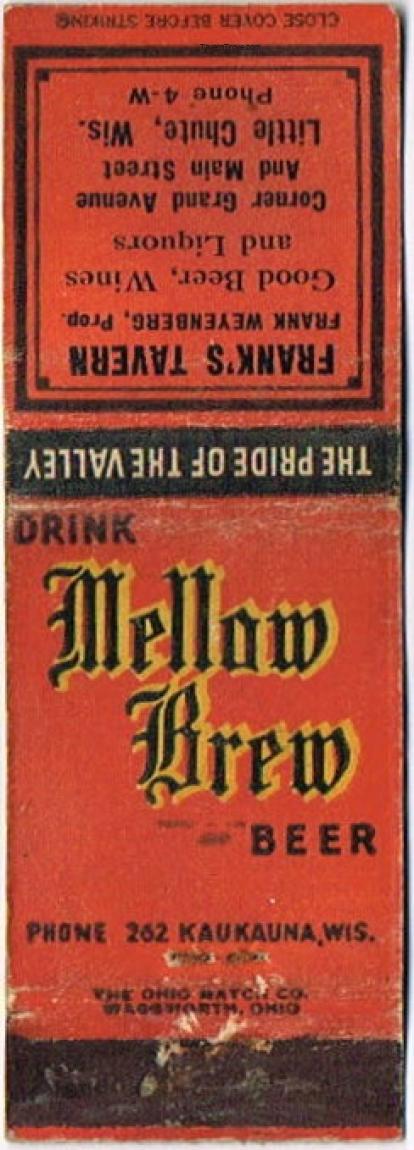 CLOSE COVER BEFORE STRIKING
FRANK'S TAVERN
FRANK WEYENBERG, Prop.
Good Beer, Wines
and Liquors
Corner Grand Avenue
And Main Street
Little Chute, Wis.
Phone 4-W
THE PRIDE OF THE VALLEY
DRINK
Mellow
Brew
BEER
PHONE 262 KAUKAUNA, WIS.
THE OHIO MATCH CO.
WADSWORTH, OHIO